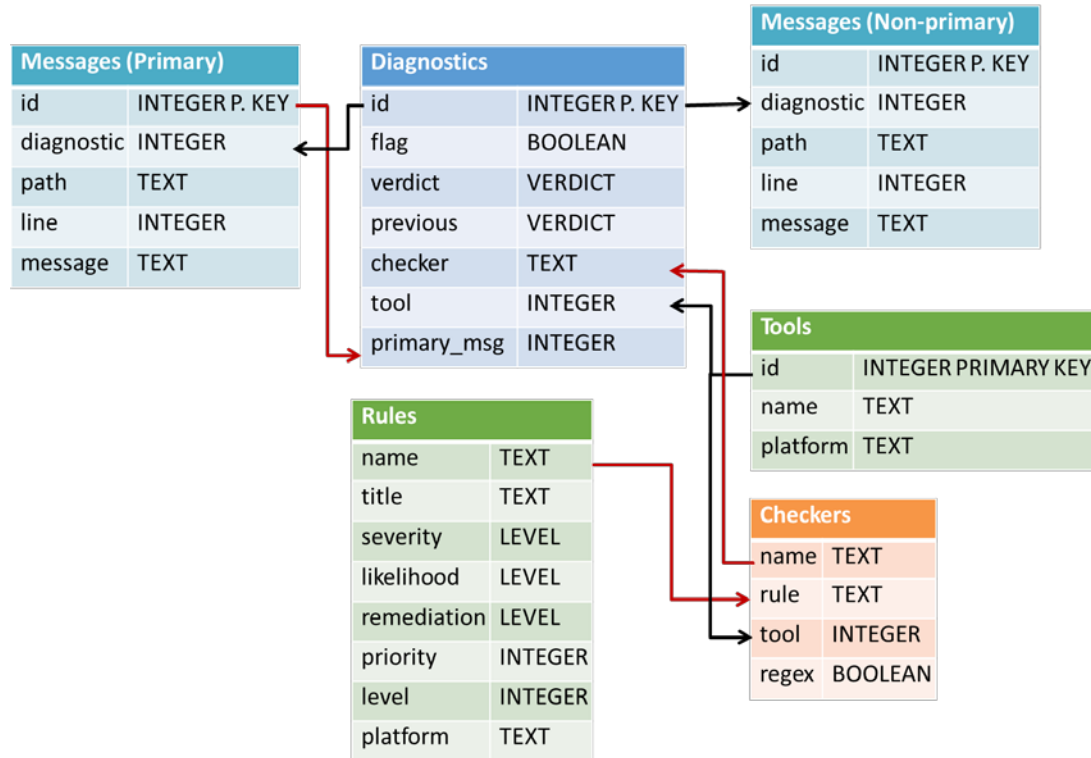 Messages (Primary)
id INTEGER P. KEY
diagnostic INTEGER
path TEXT
line INTEGER
message TEXT
Diagnostics
id INTEGER P. KEY
flag BOOLEAN
verdict VERDICT
previous VERDICT
checker TEXT
tool INTEGER
primary_msg INTEGER
Messages (Non-primary)
id INTEGER P. KEY
diagnostic INTEGER
path TEXT
line INTEGER
message TEXT
Tools
id INTEGER PRIMARY KEY
name TEXT
platform TEXT
Rules
name TEXT
title TEXT
severity LEVEL
likelihood LEVEL
remediation LEVEL
priority INTEGER
level INTEGER
platform TEXT
Checkers
name TEXT
rule TEXT
tool INTEGER
regex BOOLEAN